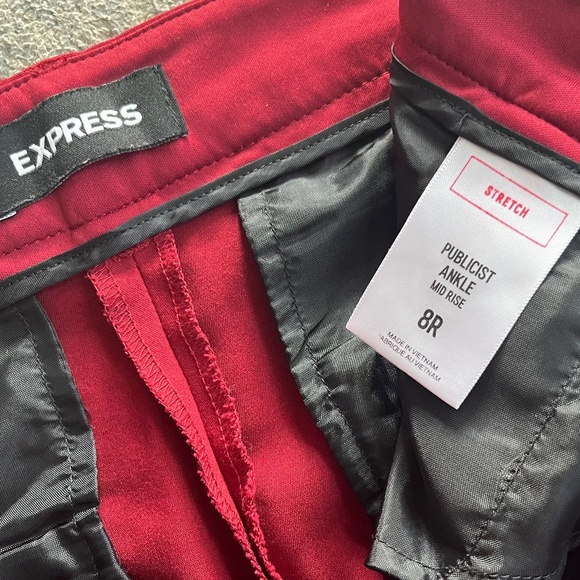 EXPRESS
STRETCH
PUBLICIST
ANKLE
MID RISE
8R
MADE IN VIETNAM
FABRIQUÉ AU VIETNAM